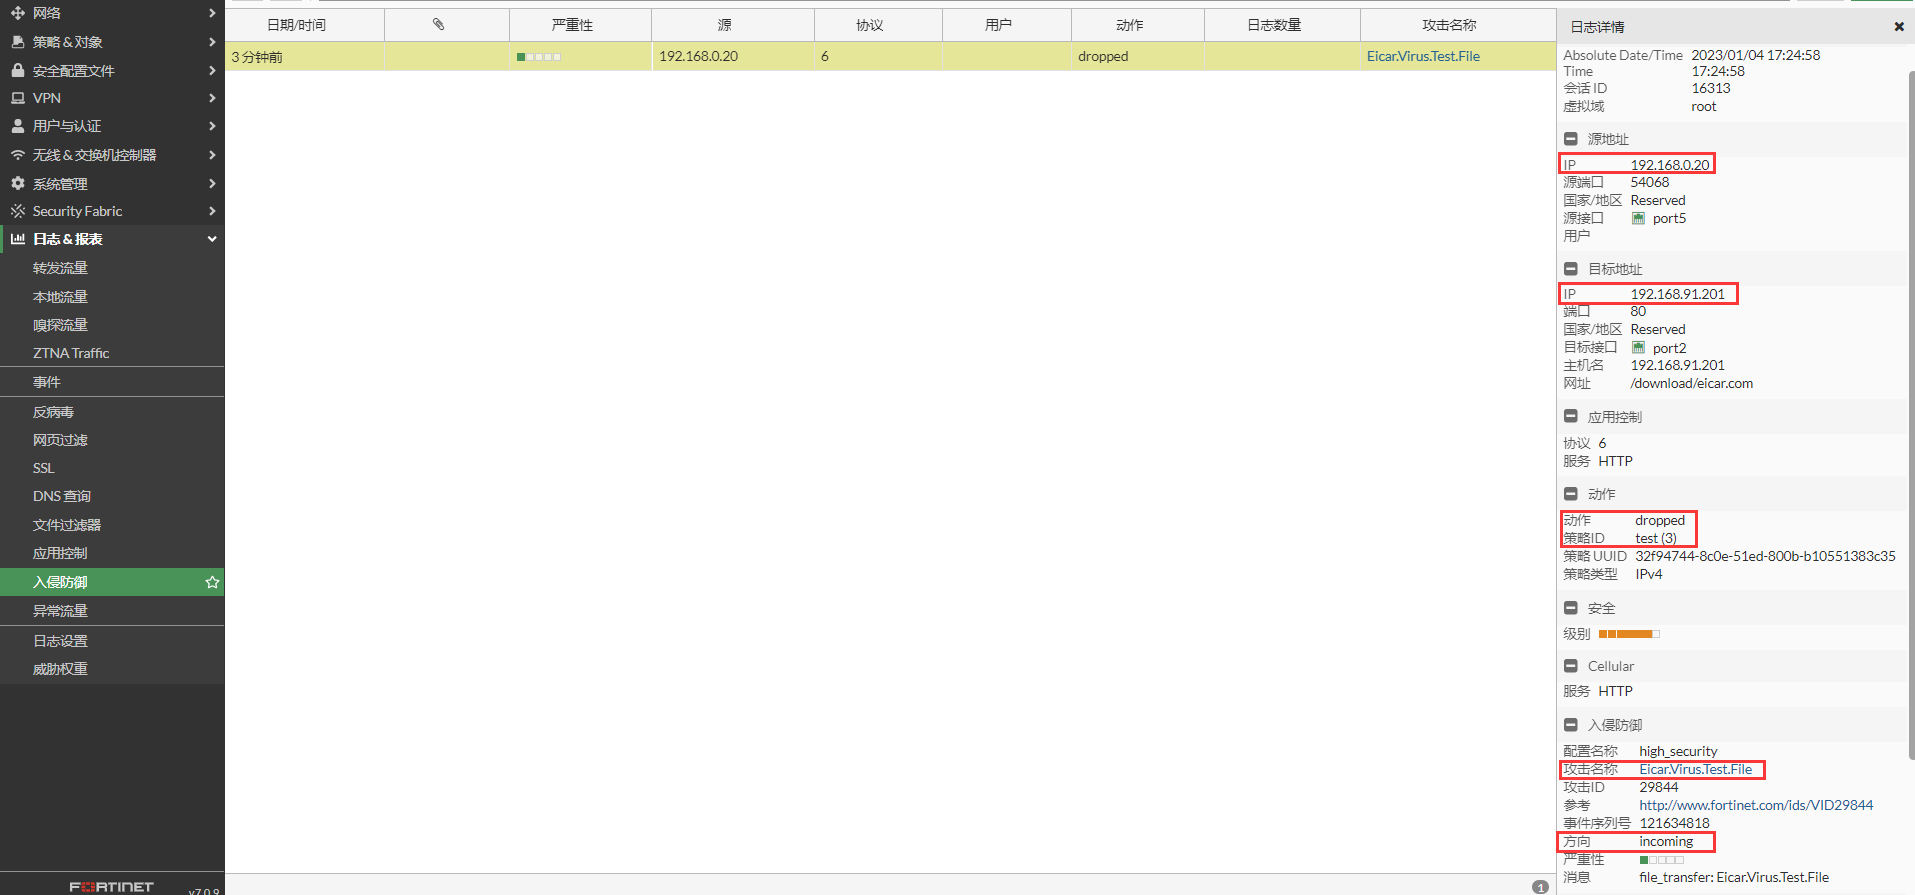 网络
策略 & 对象
安全配置文件
VPN
用户与认证
无线 & 交换机控制器
系统管理
Security Fabric
日志 & 报表
转发流量
本地流量
嗅探流量
ZTNA Traffic
事件
反病毒
网页过滤
SSL
DNS 查询
文件过滤器
应用控制
入侵防御
异常流量
日志设置
威胁权重
FORTINET v7.0.9
日期/时间 严重性 源 协议 用户 动作 日志数量 攻击名称
3 分钟前 192.168.0.20 6 dropped Eicar.Virus.Test.File
1
日志详情
Absolute Date/Time 2023/01/04 17:24:58
Time 17:24:58
会话 ID 16313
虚拟域 root
源地址
IP 192.168.0.20
源端口 54068
国家/地区 Reserved
源接口 port5
用户
目标地址
IP 192.168.91.201
端口 80
国家/地区 Reserved
目标接口 port2
主机名 192.168.91.201
网址 /download/eicar.com
应用控制
协议 6
服务 HTTP
动作
动作 dropped
策略ID test (3)
策略 UUID 32f94744-8c0e-51ed-800b-b10551383c35
策略类型 IPv4
安全
级别
Cellular
服务 HTTP
入侵防御
配置名称 high_security
攻击名称 Eicar.Virus.Test.File
攻击ID 29844
参考 http://www.fortinet.com/ids/VID29844
事件序列号 121634818
方向 incoming
严重性
消息 file_transfer: Eicar.Virus.Test.File